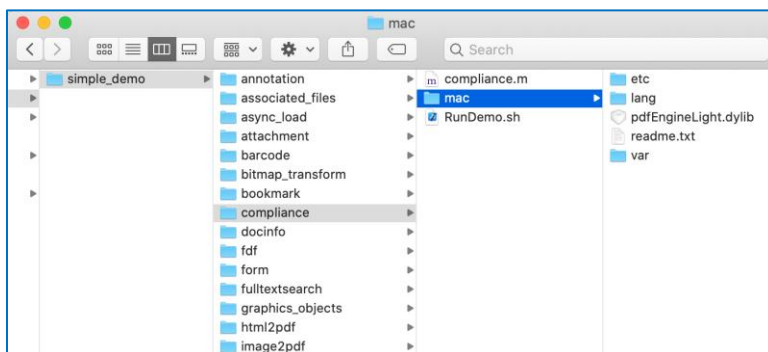 mac
Search
simple_demo
annotation
associated_files
async_load
attachment
barcode
bitmap_transform
bookmark
compliance
docinfo
fdf
form
fulltextsearch
graphics_objects
html2pdf
image2pdf
m compliance.m
mac
RunDemo.sh
etc
lang
pdfEngineLight.dylib
readme.txt
var